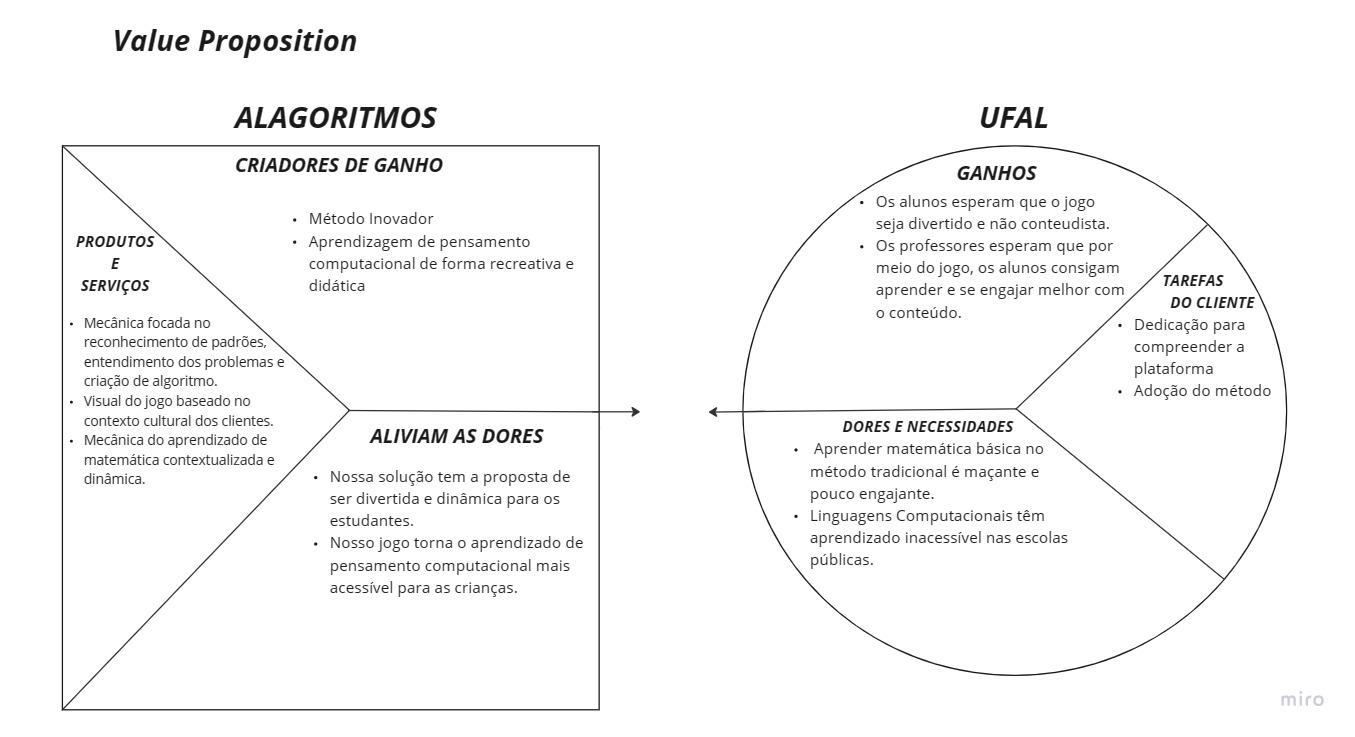 Value Proposition
ALAGORITMOS
CRIADORES DE GANHO
• Método Inovador
• Aprendizagem de pensamento
computacional de forma recreativa e
didática
PRODUTOS
E
SERVIÇOS
• Mecânica focada no
reconhecimento de padrões,
entendimento dos problemas e
criação de algoritmo.
• Visual do jogo baseado no
contexto cultural dos clientes.
• Mecânica do aprendizado de
matemática contextualizada e
dinâmica.
ALIVIAM AS DORES
• Nossa solução tem a proposta de
ser divertida e dinâmica para os
estudantes.
• Nosso jogo torna o aprendizado de
pensamento computacional mais
acessível para as crianças.
UFAL
GANHOS
• Os alunos esperam que o jogo
seja divertido e não conteudista.
• Os professores esperam que por
meio do jogo, os alunos consigam
aprender e se engajar melhor com
o conteúdo.
TAREFAS
DO CLIENTE
• Dedicação para
compreender a
plataforma
• Adoção do método
DORES E NECESSIDADES
• Aprender matemática básica no
método tradicional é maçante e
pouco engajante.
• Linguagens Computacionais têm
aprendizado inacessível nas escolas
públicas.
miro